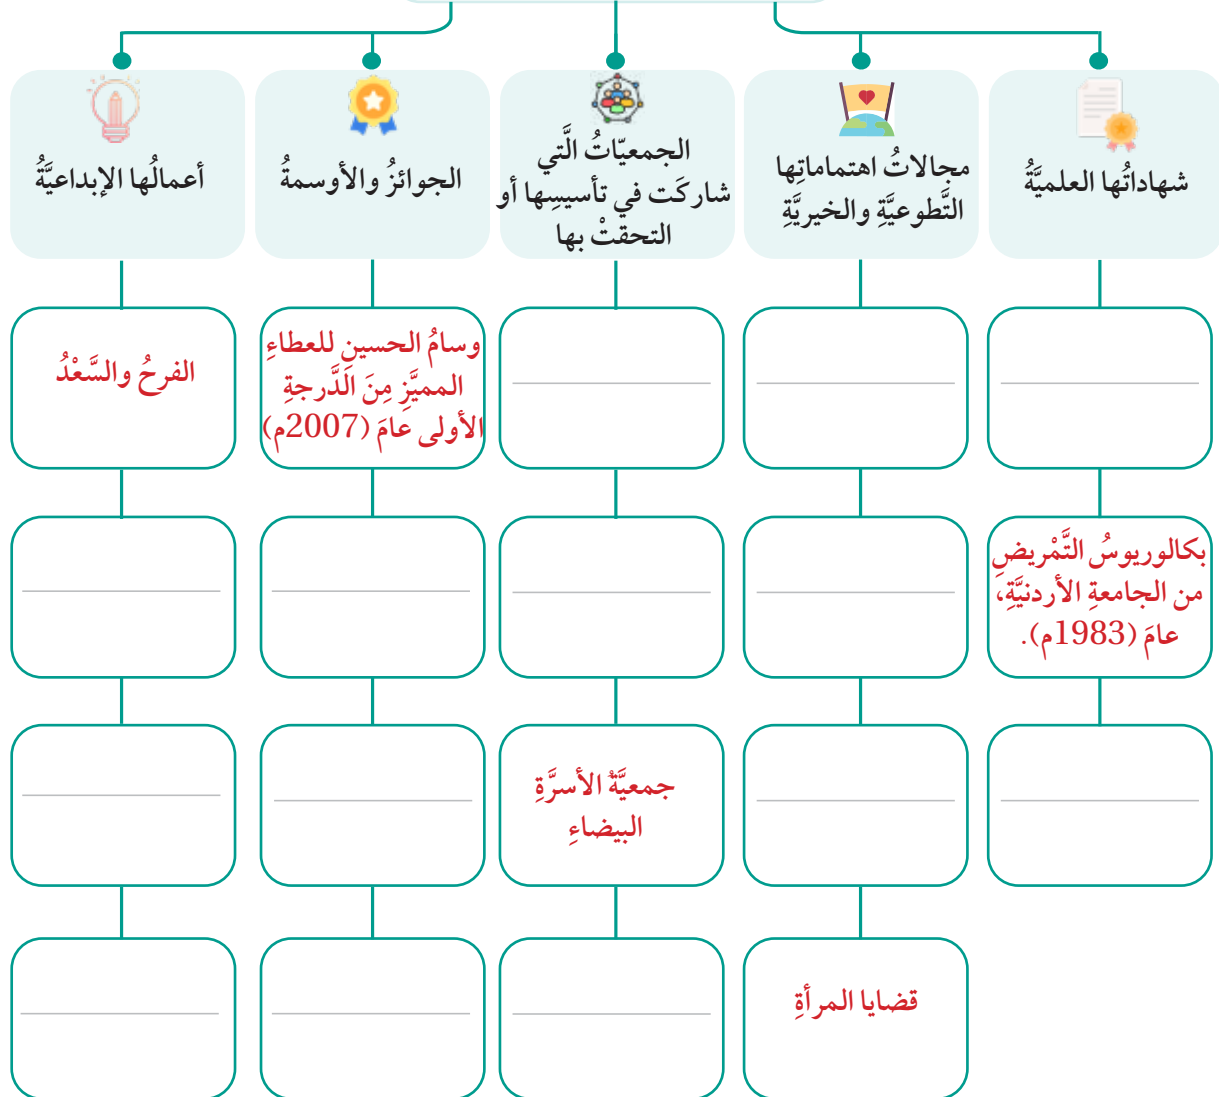 شهاداتُها العلميَّةُ
مجالاتُ اهتماماتِها
التَّطوعيَّةِ والخيريَّةِ
الجمعيّاتُ الَّتي
شاركَت في تأسيسِها أو
التحقتْ بها
الجوائزُ والأوسمةُ
أعمالُها الإبداعيَّةُ
وسامُ الحسينِ للعطاءِ
المميَّزِ مِنَ الَدَّرجةِ
الأولى عامَ (2007م)
الفرحُ والسَّعْدُ
بكالوريوسُ التَّمْريضِ
من الجامعةِ الأردنيَّةِ،
عامَ (1983م).
جمعيَّةُ الأسرَّةِ
البيضاءِ
قضايا المرأةِ